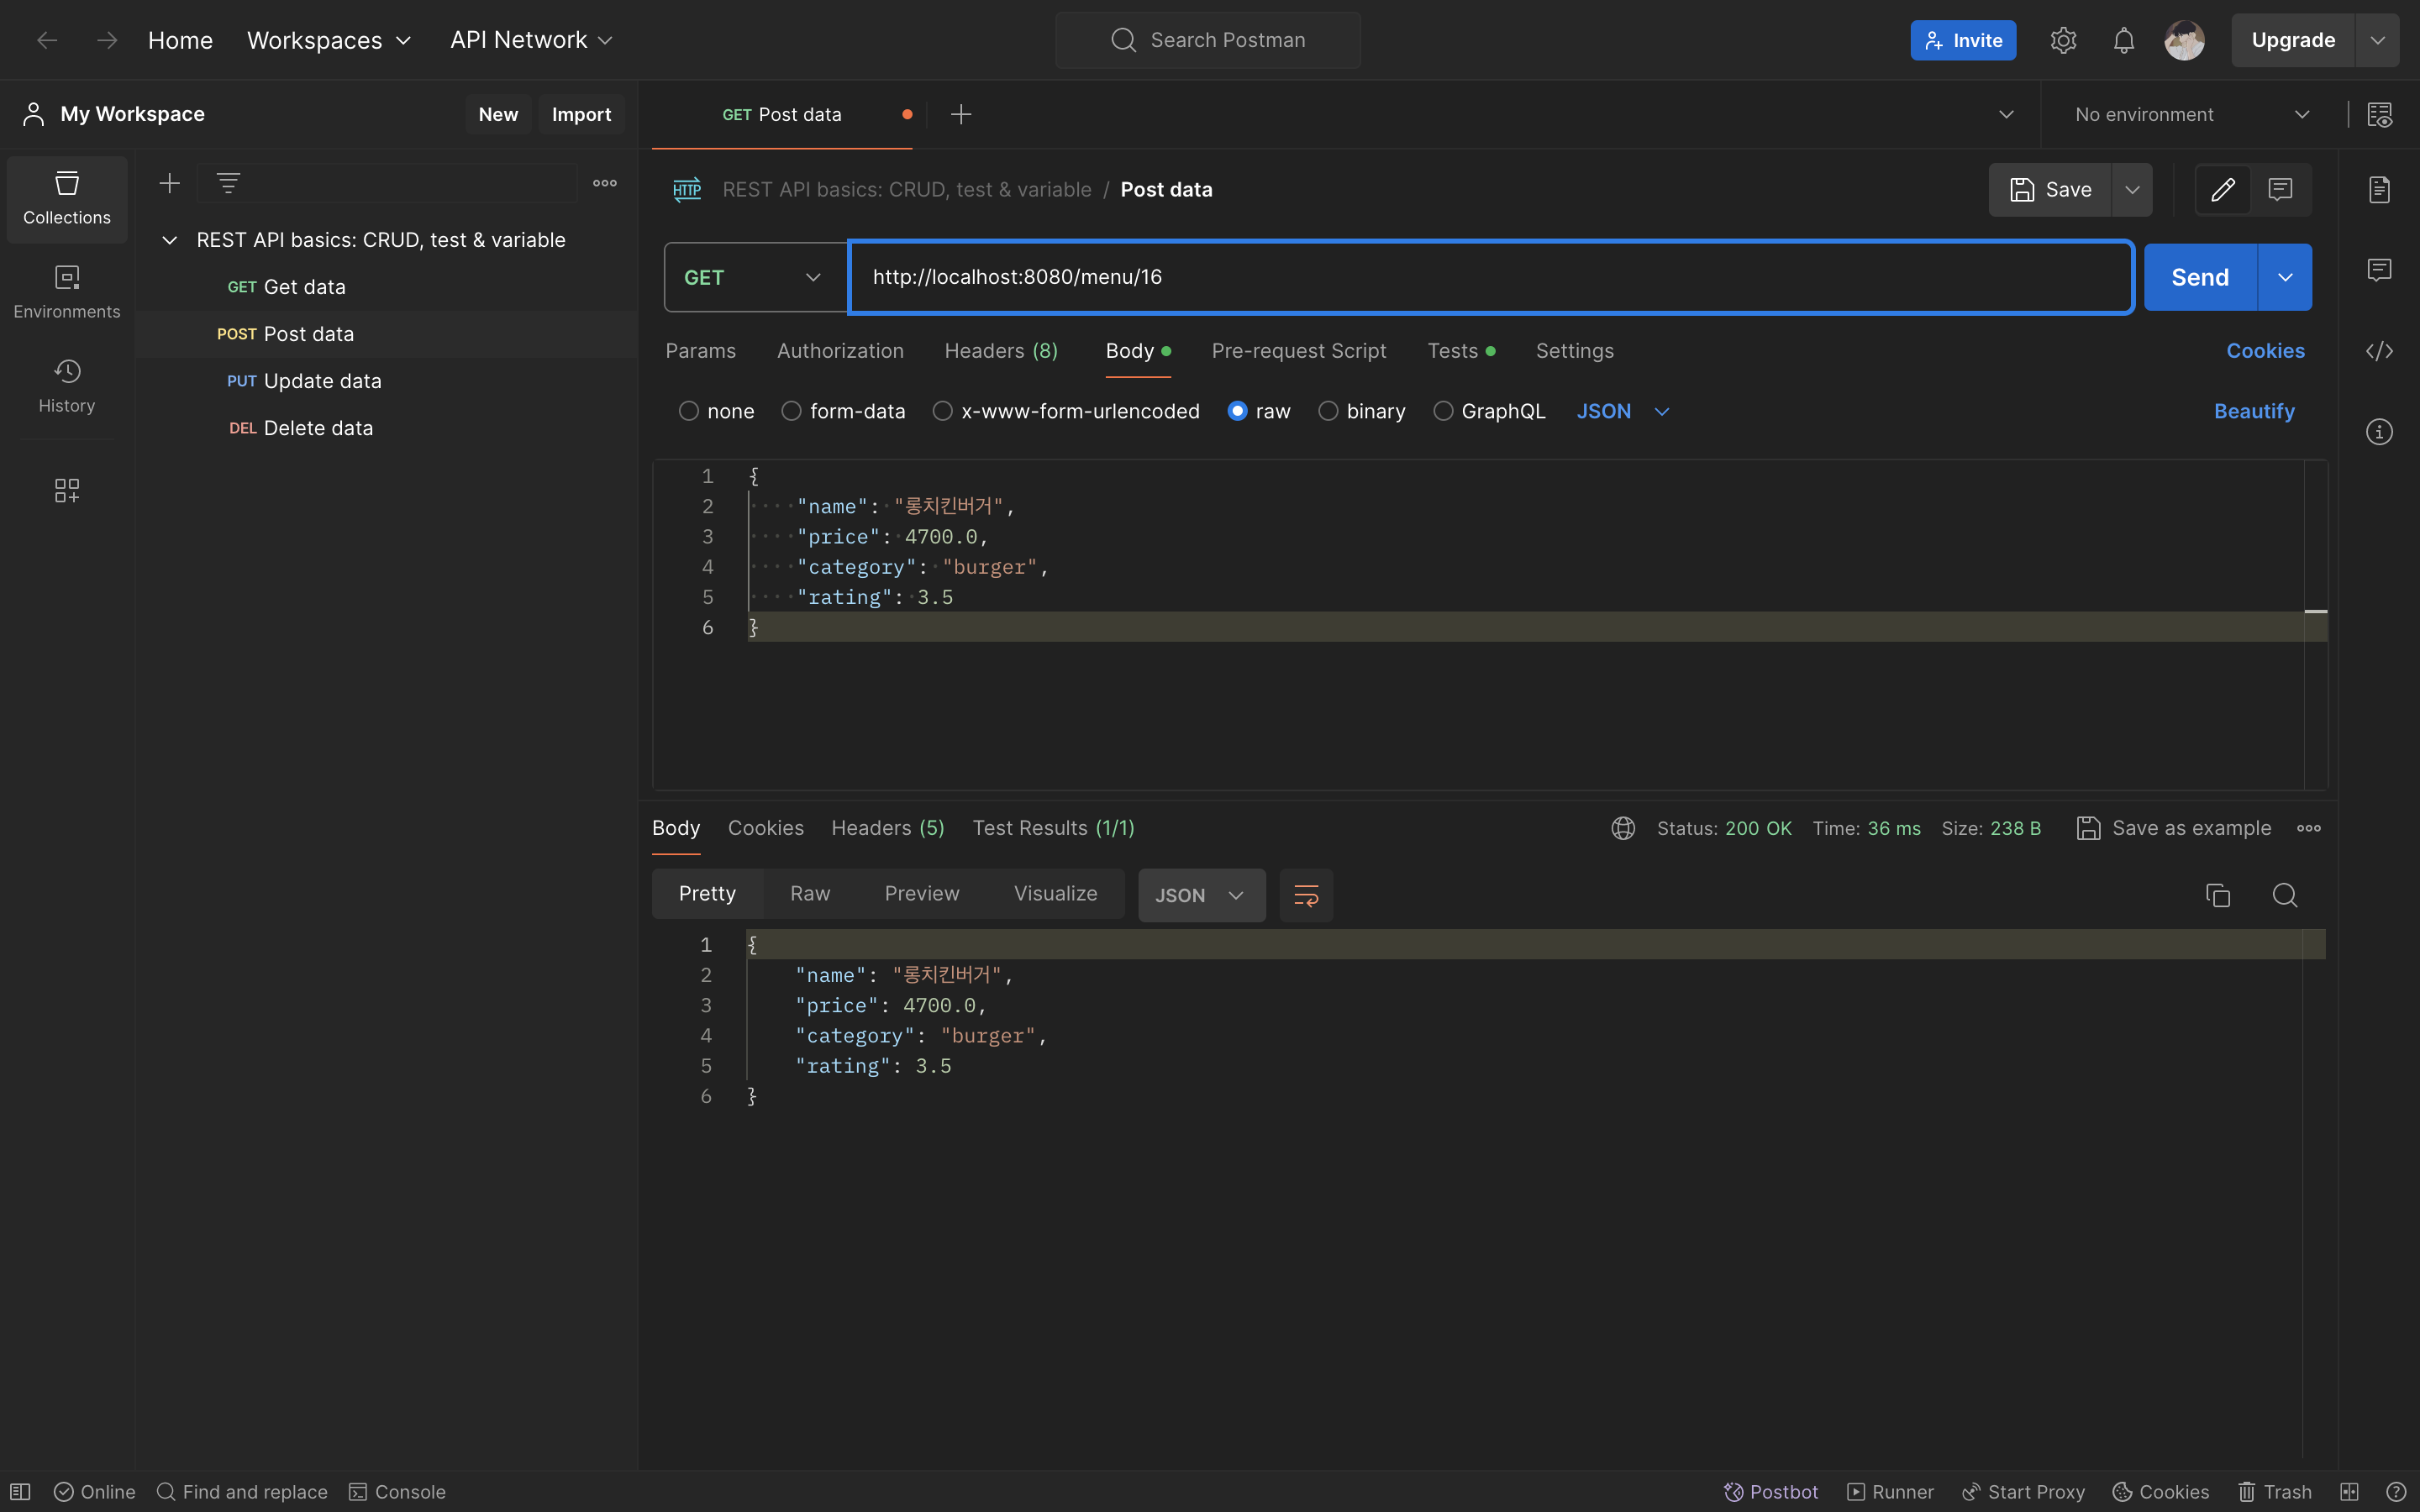 Home Workspaces API Network Search Postman Invite Upgrade
My Workspace New Import GET Post data No environment
Collections
Environments
History
REST API basics: CRUD, test & variable
GET Get data
POST Post data
PUT Update data
DEL Delete data
HTTP REST API basics: CRUD, test & variable / Post data Save
GET http://localhost:8080/menu/16 Send
Params Authorization Headers (8) Body Pre-request Script Tests Settings Cookies
none form-data x-www-form-urlencoded raw binary GraphQL JSON Beautify
1 {
2 "name": "롱치킨버거",
3 "price": 4700.0,
4 "category": "burger",
5 "rating": 3.5
6 }
Body Cookies Headers (5) Test Results (1/1) Status: 200 OK Time: 36 ms Size: 238 B Save as example
Pretty Raw Preview Visualize JSON
1 {
2 "name": "롱치킨버거",
3 "price": 4700.0,
4 "category": "burger",
5 "rating": 3.5
6 }
Online Find and replace Console Postbot Runner Start Proxy Cookies Trash